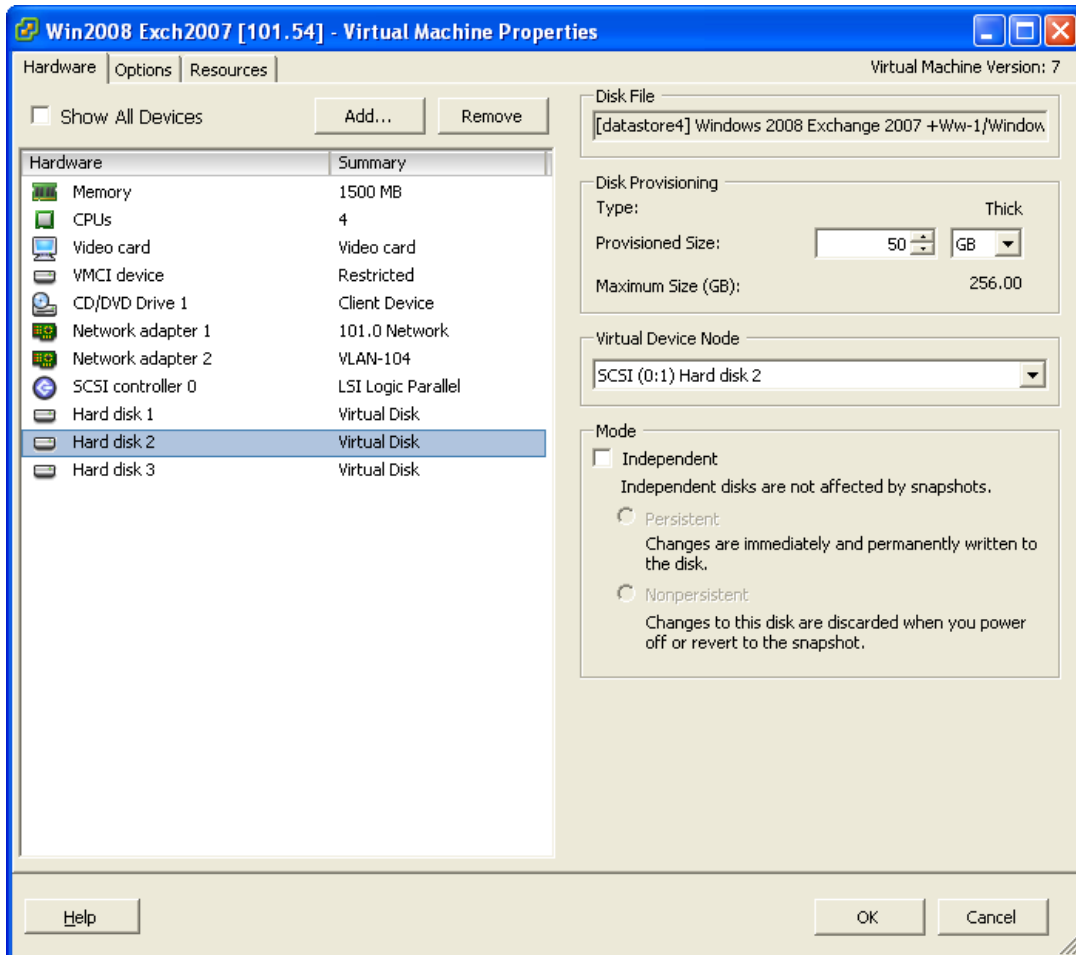 Win2008 Exch2007 [101.54] - Virtual Machine Properties
Hardware Options Resources Virtual Machine Version: 7
Show All Devices Add... Remove
Hardware Summary
Memory 1500 MB
CPUs 4
Video card Video card
VMCI device Restricted
CD/DVD Drive 1 Client Device
Network adapter 1 101.0 Network
Network adapter 2 VLAN-104
SCSI controller 0 LSI Logic Parallel
Hard disk 1 Virtual Disk
Hard disk 2 Virtual Disk
Hard disk 3 Virtual Disk
Disk File
[datastore4] Windows 2008 Exchange 2007 +Ww-1/Window
Disk Provisioning
Type: Thick
Provisioned Size: 50 GB
Maximum Size (GB): 256.00
Virtual Device Node
SCSI (0:1) Hard disk 2
Mode
Independent
Independent disks are not affected by snapshots.
Persistent
Changes are immediately and permanently written to
the disk.
Nonpersistent
Changes to this disk are discarded when you power
off or revert to the snapshot.
Help OK Cancel